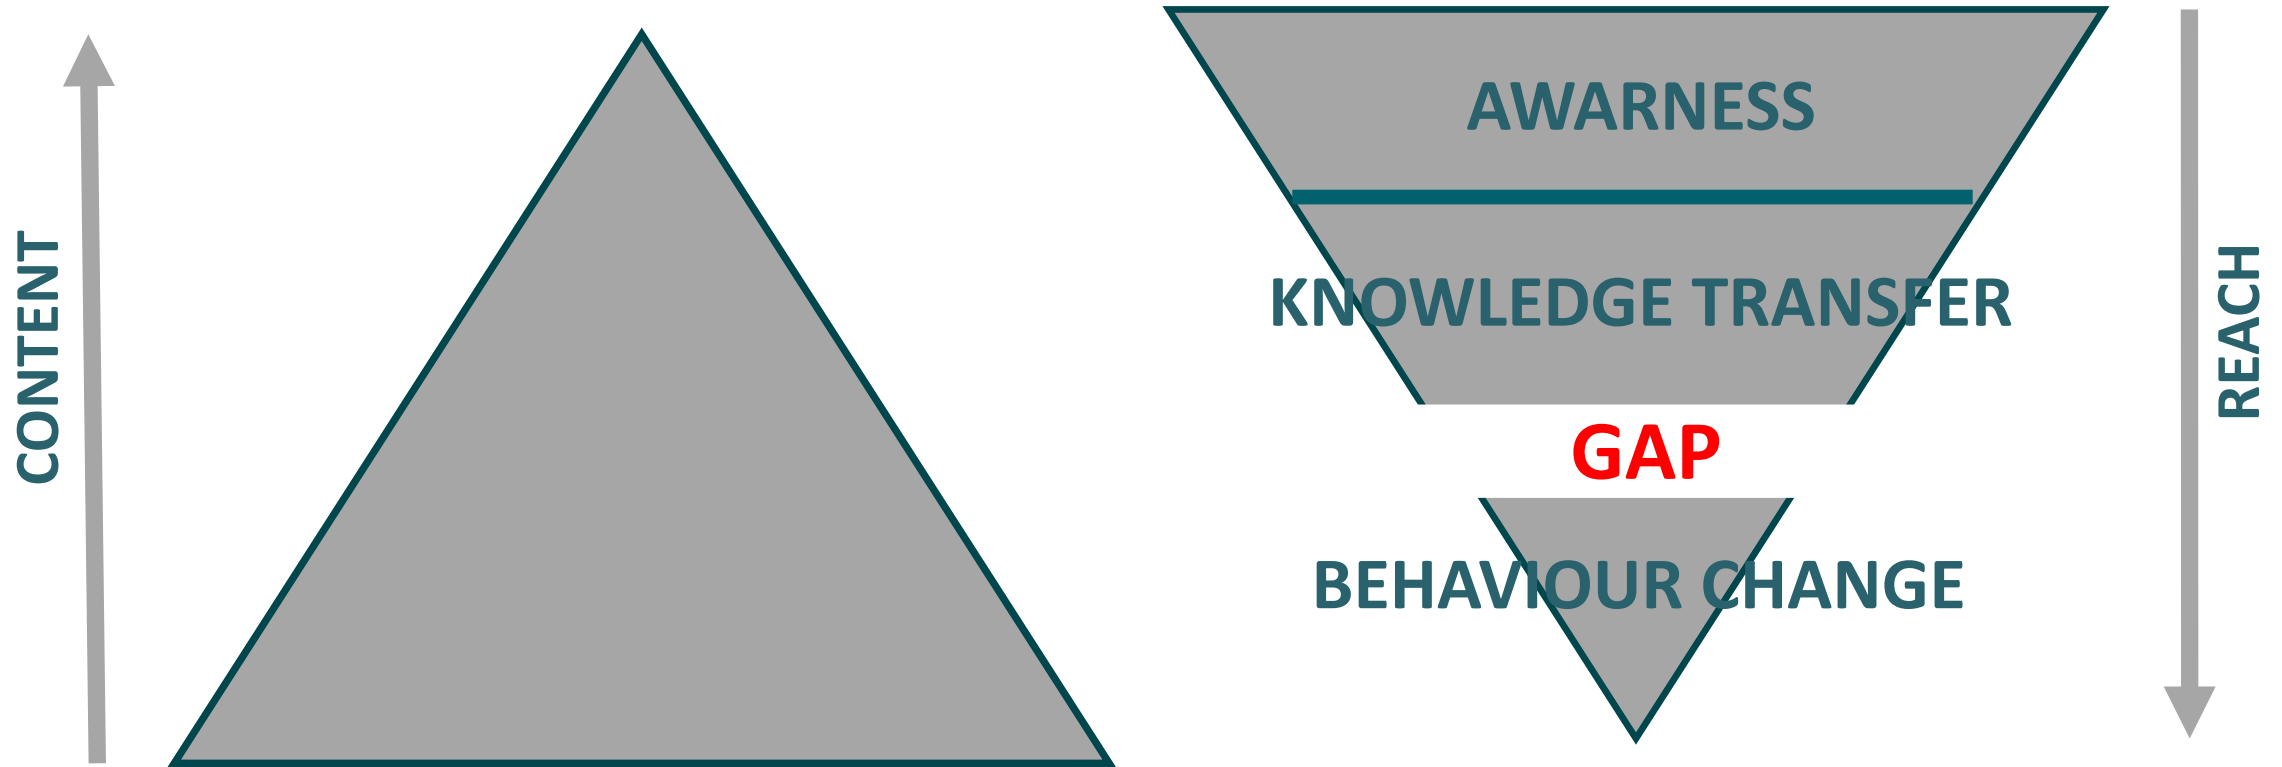 CONTENT
AWARNESS
KNOWLEDGE TRANSFER
GAP
BEHAVIOUR CHANGE
REACH